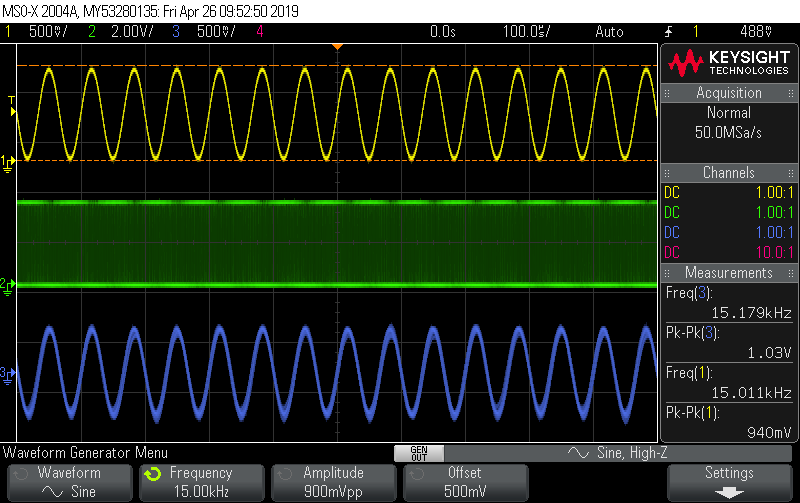 MSO-X 2004A, MY53280135: Fri Apr 26 09:52:50 2019
1 500mV/ 2 2.00V/ 3 500mV/ 4 0.0s 100.0us/ Auto 1 488mV
KEYSIGHT
TECHNOLOGIES
Acquisition
Normal
50.0MSa/s
Channels
DC 1.00:1
DC 1.00:1
DC 1.00:1
DC 10.0:1
Measurements
Freq(3):
15.179kHz
Pk-Pk(3):
1.03V
Freq(1):
15.011kHz
Pk-Pk(1):
940mV
T
1
2
3
Waveform Generator Menu
GEN
OUT
Sine, High-Z
Waveform
Sine
Frequency
15.00kHz
Amplitude
900mVpp
Offset
500mV
Settings